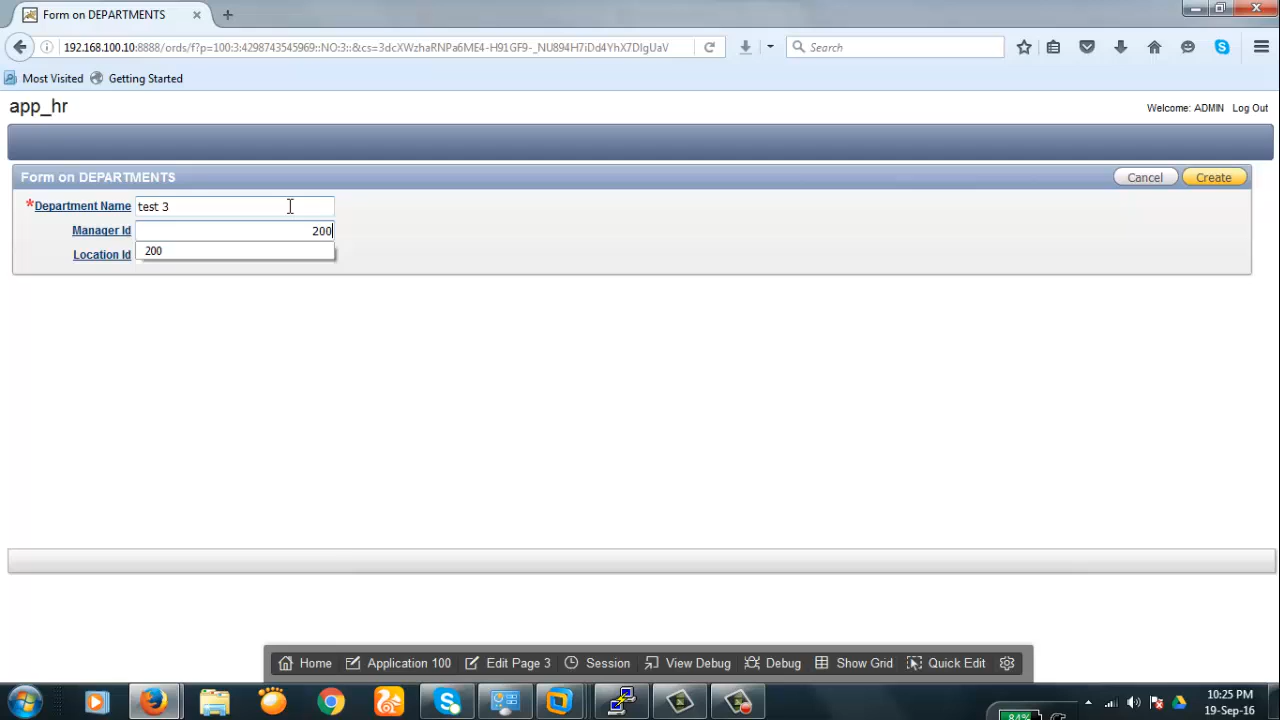 Form on DEPARTMENTS
192.168.100.10:8888/ords/f?p=100:3:4298743545969::NO:3::&cs=3dcXWzhaRNPa6ME4-H91GF9-_NU894H7iDd4YhX7DIgUaV
Search
Most Visited Getting Started
app_hr
Welcome: ADMIN Log Out
Form on DEPARTMENTS
Cancel Create
*Department Name test 3
Manager Id 200
200
Location Id
Home Application 100 Edit Page 3 Session View Debug Debug Show Grid Quick Edit
10:25 PM
84% 19-Sep-16